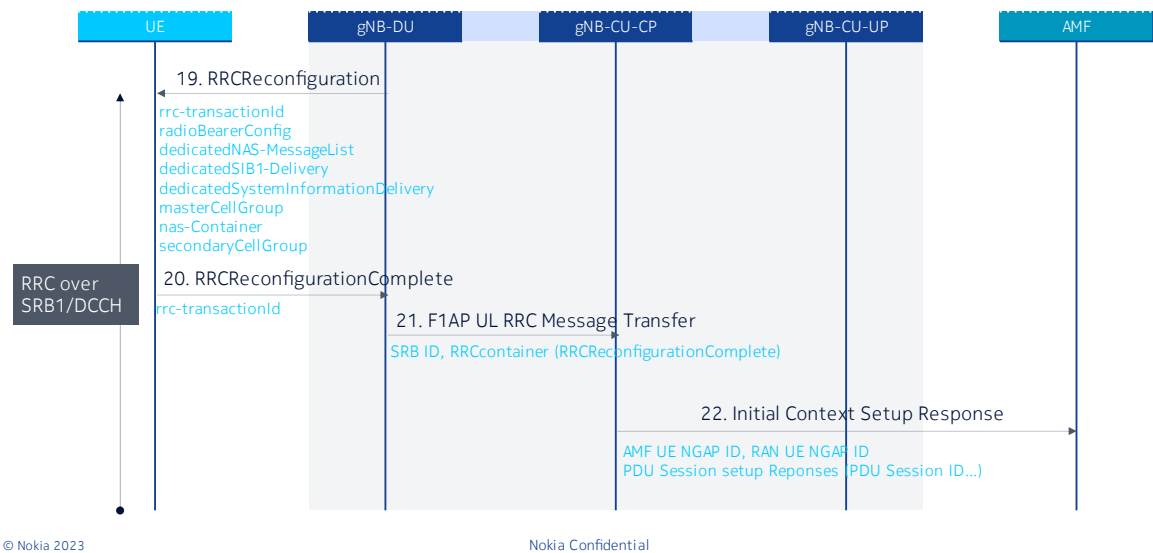 UE
gNB-DU
gNB-CU-CP
gNB-CU-UP
AMF
19. RRCReconfiguration
rrc-transactionId
radioBearerConfig
dedicatedNAS-MessageList
dedicatedSIB1-Delivery
dedicatedSystemInformationDelivery
masterCellGroup
nas-Container
secondaryCellGroup
RRC over
SRB1/DCCH
20. RRCReconfigurationComplete
rrc-transactionId
21. F1AP UL RRC Message Transfer
SRB ID, RRCcontainer (RRCReconfigurationComplete)
22. Initial Context Setup Response
AMF UE NGAP ID, RAN UE NGAP ID
PDU Session setup Reponses (PDU Session ID...)
© Nokia 2023
Nokia Confidential